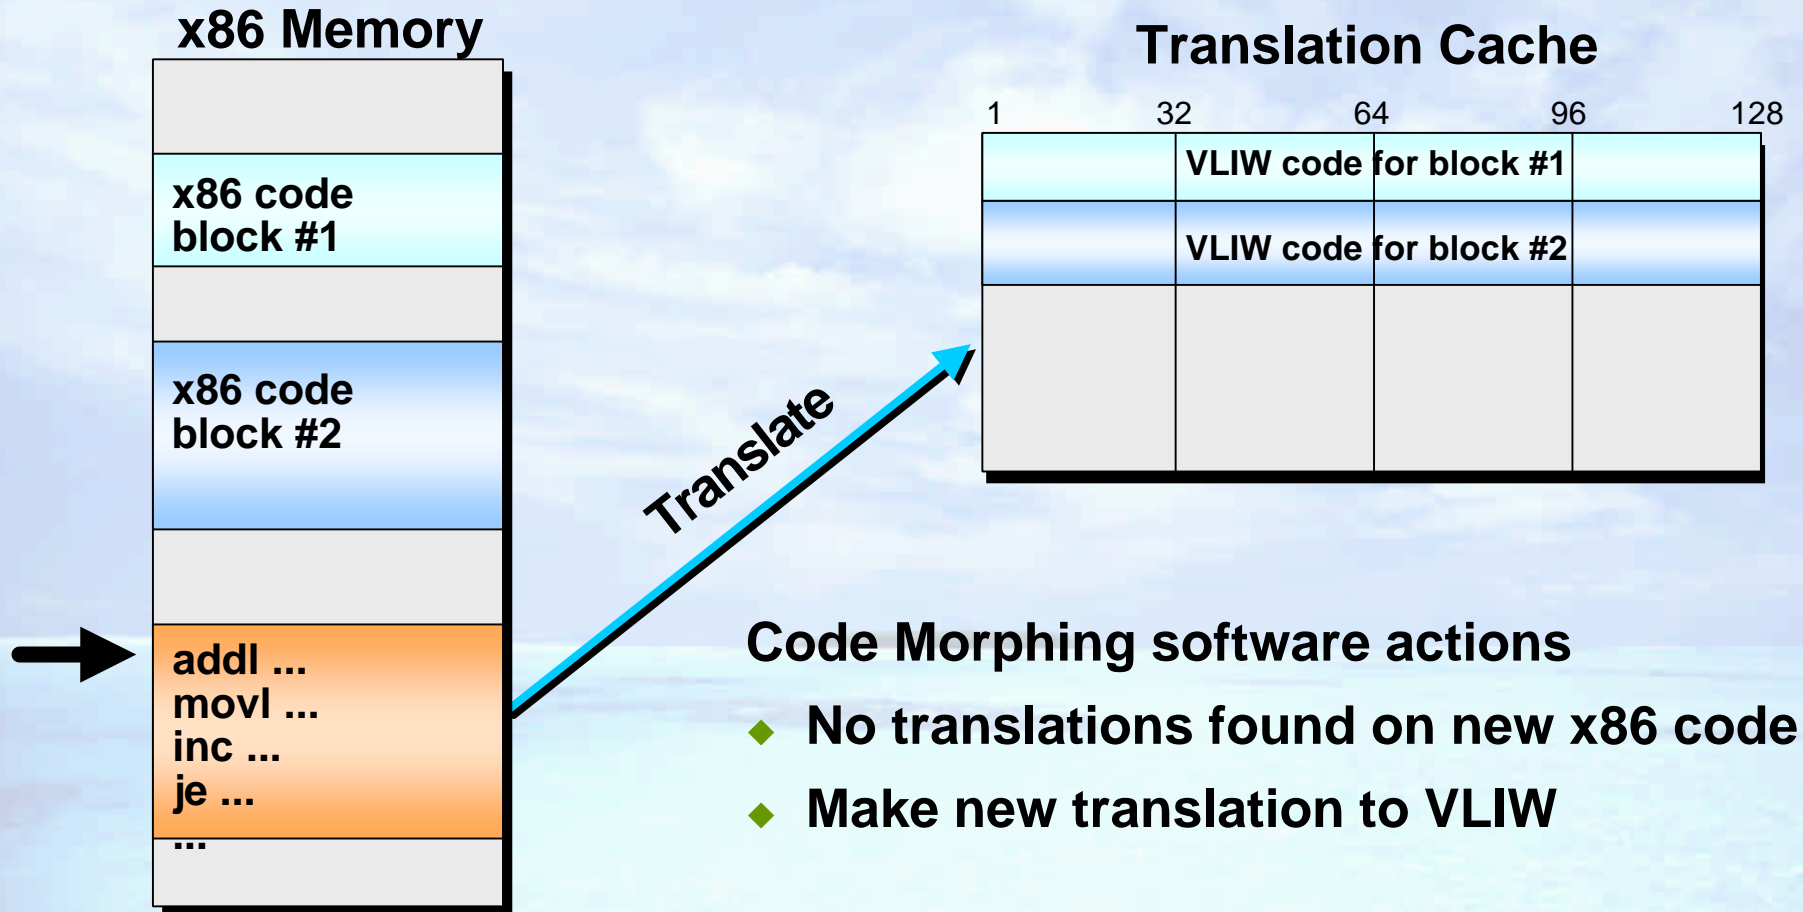 x86 Memory
x86 code
block #1
x86 code
block #2
addl ...
movl ...
inc ...
je ...
...
Translate
Translation Cache
1 32 64 96 128
VLIW code for block #1
VLIW code for block #2
Code Morphing software actions
No translations found on new x86 code
Make new translation to VLIW